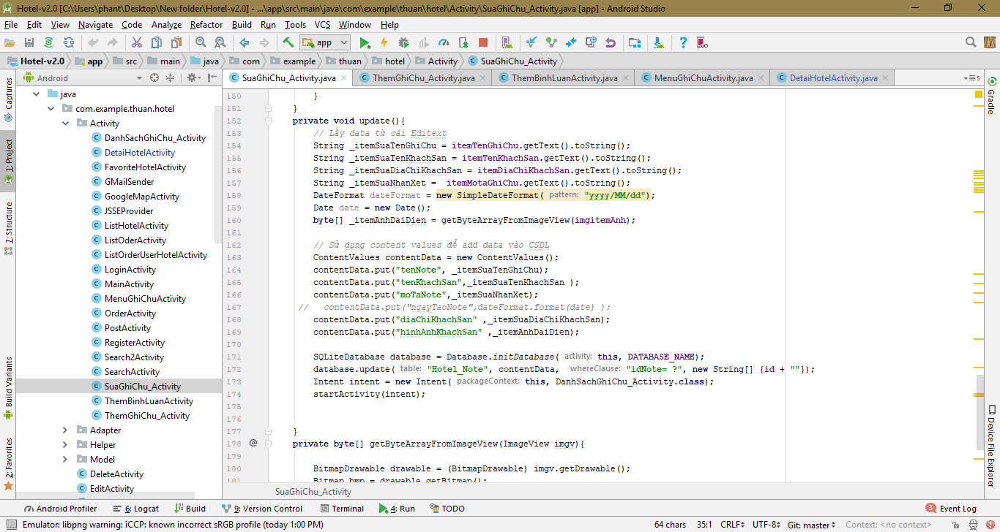 Hotel-v2.0 [C:\Users\phant\Desktop\New folder\Hotel-v2.0] - ...\app\src\main\java\com\example\thuan\hotel\Activity\SuaGhiChu_Activity.java [app] - Android Studio
File Edit View Navigate Code Analyze Refactor Build Run Tools VCS Window Help
app
Hotel-v2.0 app src main java com example thuan hotel Activity SuaGhiChu_Activity
Android SuaGhiChu_Activity.java ThemGhiChu_Activity.java ThemBinhLuanActivity.java MenuGhiChuActivity.java DetaiHotelActivity.java 5
Captures
1: Project
7: Structure
Build Variants
2: Favorites
java
com.example.thuan.hotel
Activity
DanhSachGhiChu_Activity
DetaiHotelActivity
FavoriteHotelActivity
GMailSender
GoogleMapActivity
JSSEProvider
ListHotelActivity
ListOderActivity
ListOrderUserHotelActivity
LoginActivity
MainActivity
MenuGhiChuActivity
OrderActivity
PostActivity
RegisterActivity
Search2Activity
SearchActivity
SuaGhiChu_Activity
ThemBinhLuanActivity
ThemGhiChu_Activity
Adapter
Helper
Model
DeleteActivity
EditActivity
150 }
151 }
152 private void update(){
153 // Lấy data từ cái Editext
154 String _itemSuaTenGhiChu = itemTenGhiChu.getText().toString();
155 String _itemSuaTenKhachSan = itemTenKhachSan.getText().toString();
156 String _itemSuaDiaChiKhachSan = itemDiaChiKhachSan.getText().toString();
157 String _itemSuaNhanXet = itemMotaGhiChu.getText().toString();
158 DateFormat dateFormat = new SimpleDateFormat( pattern: "yyyy/MM/dd");
159 Date date = new Date();
160 byte[] _itemAnhDaiDien = getByteArrayFromImageView(imgitemAnh);
161
162 // Sử dụng content values để add data vào CSDL
163 ContentValues contentData = new ContentValues();
164 contentData.put("tenNote", _itemSuaTenGhiChu);
165 contentData.put("tenKhachSan",_itemSuaTenKhachSan );
166 contentData.put("moTaNote",_itemSuaNhanXet);
167 // contentData.put("ngayTaoNote",dateFormat.format(date) );
168 contentData.put("diaChiKhachSan" ,_itemSuaDiaChiKhachSan);
169 contentData.put("hinhAnhKhachSan" ,_itemAnhDaiDien);
170
171 SQLiteDatabase database = Database.initDatabase( activity: this, DATABASE_NAME);
172 database.update( table: "Hotel_Note", contentData, whereClause: "idNote= ?", new String[] {id + ""});
173 Intent intent = new Intent( packageContext: this, DanhSachGhiChu_Activity.class);
174 startActivity(intent);
175
176
177 }
178 @ private byte[] getByteArrayFromImageView(ImageView imgv){
179
180 BitmapDrawable drawable = (BitmapDrawable) imgv.getDrawable();
181 Bitmap bmp = drawable.getBitmap();
SuaGhiChu_Activity
Gradle
Device File Explorer
Android Profiler 6: Logcat Build 9: Version Control Terminal 4: Run TODO 3 Event Log
Emulator: libpng warning: iCCP: known incorrect sRGB profile (today 1:00 PM) 64 chars 35:1 CRLF UTF-8 Git: master Context: <no context>